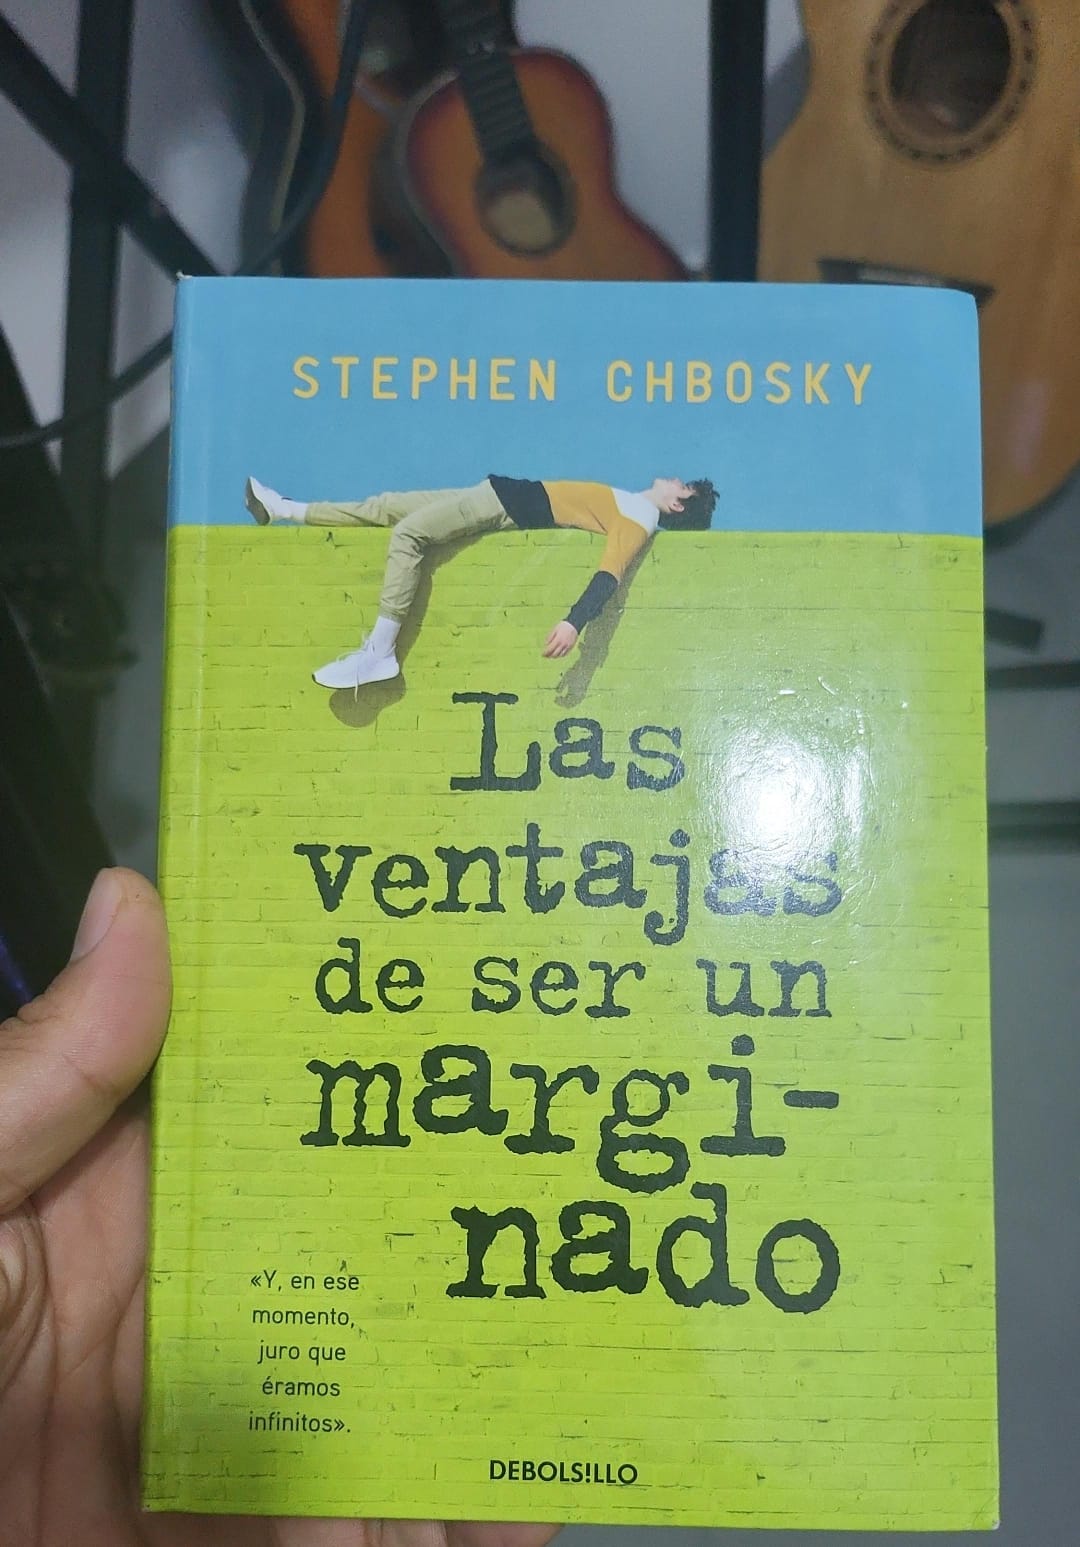 STEPHEN CHBOSKY
Las
ventajas
de ser un
margi-
nado
«Y, en ese
momento,
juro que
éramos
infinitos».
DEBOLS!LLO